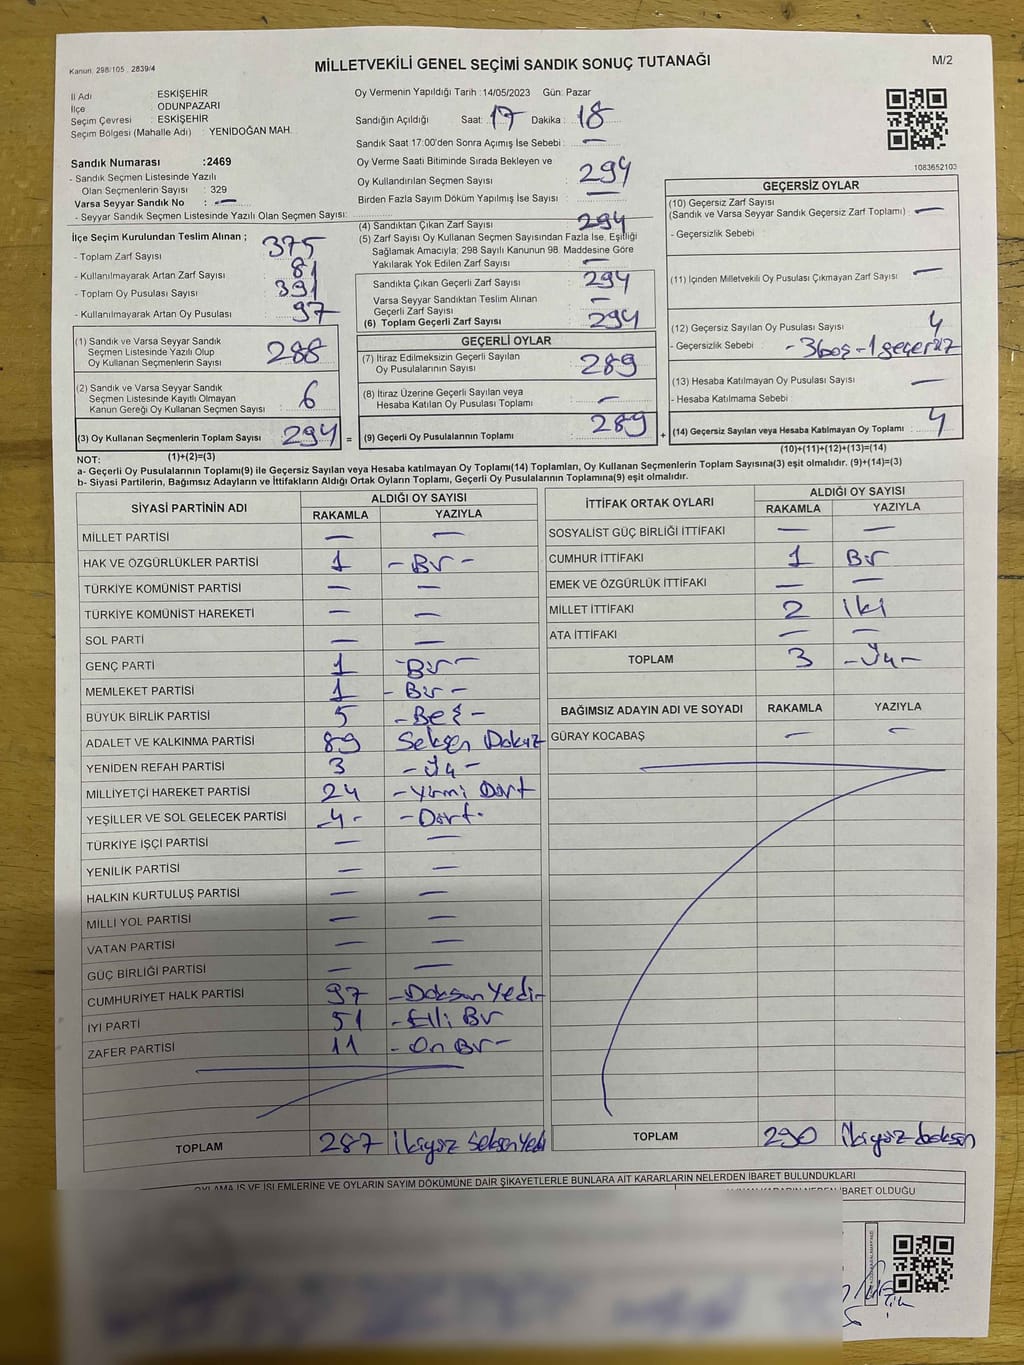 Kanun: 298/105 , 2839/4
MİLLETVEKİLİ GENEL SEÇİMİ SANDIK SONUÇ TUTANAĞI
M/2
İl Adı : ESKİŞEHİR
İlçe : ODUNPAZARI
Seçim Çevresi : ESKİŞEHİR
Seçim Bölgesi (Mahalle Adı) : YENİDOĞAN MAH.
Sandık Numarası :2469
- Sandık Seçmen Listesinde Yazılı
Olan Seçmenlerin Sayısı : 329
Varsa Seyyar Sandık No : —
- Seyyar Sandık Seçmen Listesinde Yazılı Olan Seçmen Sayısı:
Oy Vermenin Yapıldığı Tarih :14/05/2023 Gün: Pazar
Sandığın Açıldığı Saat: 17 Dakika : 18
Sandık Saat 17:00'den Sonra Açımış İse Sebebi : —
Oy Verme Saati Bitiminde Sırada Bekleyen ve
Oy Kullandırılan Seçmen Sayısı : 294
Birden Fazla Sayım Döküm Yapılmış İse Sayısı : —
1083652103
İlçe Seçim Kurulundan Teslim Alınan ;
- Toplam Zarf Sayısı : 375
- Kullanılmayarak Artan Zarf Sayısı : 81
- Toplam Oy Pusulası Sayısı : 391
- Kullanılmayarak Artan Oy Pusulası : 97
(4) Sandıktan Çıkan Zarf Sayısı : 294
(5) Zarf Sayısı Oy Kullanan Seçmen Sayısından Fazla İse, Eşitliği
Sağlamak Amacıyla; 298 Sayılı Kanunun 98. Maddesine Göre
Yakılarak Yok Edilen Zarf Sayısı : —
Sandıkta Çıkan Geçerli Zarf Sayısı : 294
Varsa Seyyar Sandıktan Teslim Alınan
Geçerli Zarf Sayısı : —
(6) Toplam Geçerli Zarf Sayısı : 294
GEÇERSİZ OYLAR
(10) Geçersiz Zarf Sayısı
(Sandık ve Varsa Seyyar Sandık Geçersiz Zarf Toplamı) : —
- Geçersizlik Sebebi :
(11) İçinden Milletvekili Oy Pusulası Çıkmayan Zarf Sayısı : —
(12) Geçersiz Sayılan Oy Pusulası Sayısı : 4
- Geçersizlik Sebebi : -3boş-1geçersiz
(13) Hesaba Katılmayan Oy Pusulası Sayısı : —
- Hesaba Katılmama Sebebi :
(14) Geçersiz Sayılan veya Hesaba katılmayan Oy Toplamı : 4
(10)+(11)+(12)+(13)=(14)
(1) Sandık ve Varsa Seyyar Sandık
Seçmen Listesinde Yazılı Olup
Oy Kullanan Seçmenlerin Sayısı : 288
(2) Sandık ve Varsa Seyyar Sandık
Seçmen Listesinde Kayıtlı Olmayan
Kanun Gereği Oy Kullanan Seçmen Sayısı : 6
(3) Oy Kullanan Seçmenlerin Toplam Sayısı : 294 =
(1)+(2)=(3)
GEÇERLİ OYLAR
(7) İtiraz Edilmeksizin Geçerli Sayılan
Oy Pusulalarının Sayısı : 289
(8) İtiraz Üzerine Geçerli Sayılan veya
Hesaba Katılan Oy Pusulası Toplamı : —
(9) Geçerli Oy Pusulalarının Toplamı : 289 +
NOT:
a- Geçerli Oy Pusulalarının Toplamı(9) ile Geçersiz Sayılan veya Hesaba katılmayan Oy Toplamı(14) Toplamları, Oy Kullanan Seçmenlerin Toplam Sayısına(3) eşit olmalıdır. (9)+(14)=(3)
b- Siyasi Partilerin, Bağımsız Adayların ve İttifakların Aldığı Ortak Oyların Toplamı, Geçerli Oy Pusulalarının Toplamına(9) eşit olmalıdır.
SİYASİ PARTİNİN ADI ALDIĞI OY SAYISI
RAKAMLA YAZIYLA
MİLLET PARTİSİ — —
HAK VE ÖZGÜRLÜKLER PARTİSİ 1 -Bir-
TÜRKİYE KOMÜNİST PARTİSİ — —
TÜRKİYE KOMÜNİST HAREKETİ — —
SOL PARTİ — —
GENÇ PARTİ 1 -Bir-
MEMLEKET PARTİSİ 1 -Bir-
BÜYÜK BİRLİK PARTİSİ 5 -Beş-
ADALET VE KALKINMA PARTİSİ 89 Seksen Dokuz
YENİDEN REFAH PARTİSİ 3 -Üç-
MİLLİYETÇİ HAREKET PARTİSİ 24 -Yirmi Dört
YEŞİLLER VE SOL GELECEK PARTİSİ -4- -Dört-
TÜRKİYE İŞÇİ PARTİSİ — —
YENİLİK PARTİSİ — —
HALKIN KURTULUŞ PARTİSİ — —
MİLLİ YOL PARTİSİ — —
VATAN PARTİSİ — —
GÜÇ BİRLİĞİ PARTİSİ — —
CUMHURİYET HALK PARTİSİ 97 -Doksan Yedi-
İYİ PARTİ 51 -Elli Bir
ZAFER PARTİSİ 11 -On Bir-
TOPLAM 287 İkiyüz Seksen Yedi
İTTİFAK ORTAK OYLARI ALDIĞI OY SAYISI
RAKAMLA YAZIYLA
SOSYALİST GÜÇ BİRLİĞİ İTTİFAKI — —
CUMHUR İTTİFAKI 1 Bir
EMEK VE ÖZGÜRLÜK İTTİFAKI — —
MİLLET İTTİFAKI 2 İki
ATA İTTİFAKI — —
TOPLAM 3 -Üç-
BAĞIMSIZ ADAYIN ADI VE SOYADI RAKAMLA YAZIYLA
GÜRAY KOCABAŞ — —
TOPLAM 290 İkiyüz doksan
OYLAMA İŞ VE İŞLEMLERİNE VE OYLARIN SAYIM DÖKÜMÜNE DAİR ŞİKAYETLERLE BUNLARA AİT KARARLARIN NELERDEN İBARET BULUNDUKLARI
İBARET OLDUĞU